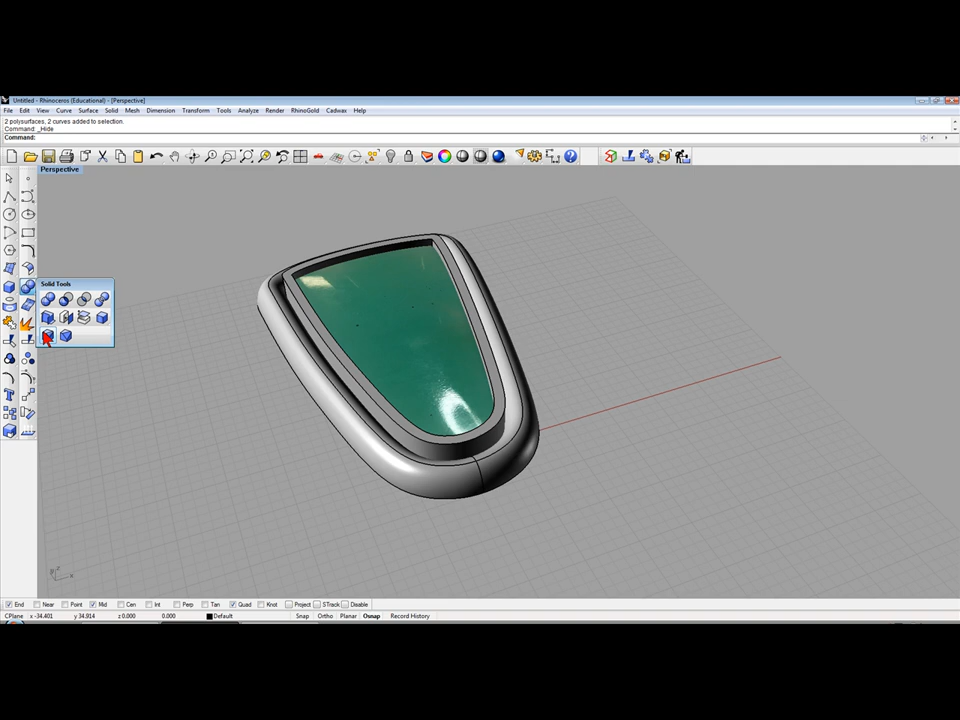 Untitled - Rhinoceros (Educational) - [Perspective]
File Edit View Curve Surface Solid Mesh Dimension Transform Tools Analyze Render RhinoGold Cadwax Help
2 polysurfaces, 2 curves added to selection.
Command: _Hide
Command:
Perspective
Solid Tools
End Near Point Mid Cen Int Perp Tan Quad Knot Project STrack Disable
CPlane x -34.401 y 34.914 z 0.000 0.000 Default Snap Ortho Planar Osnap Record History